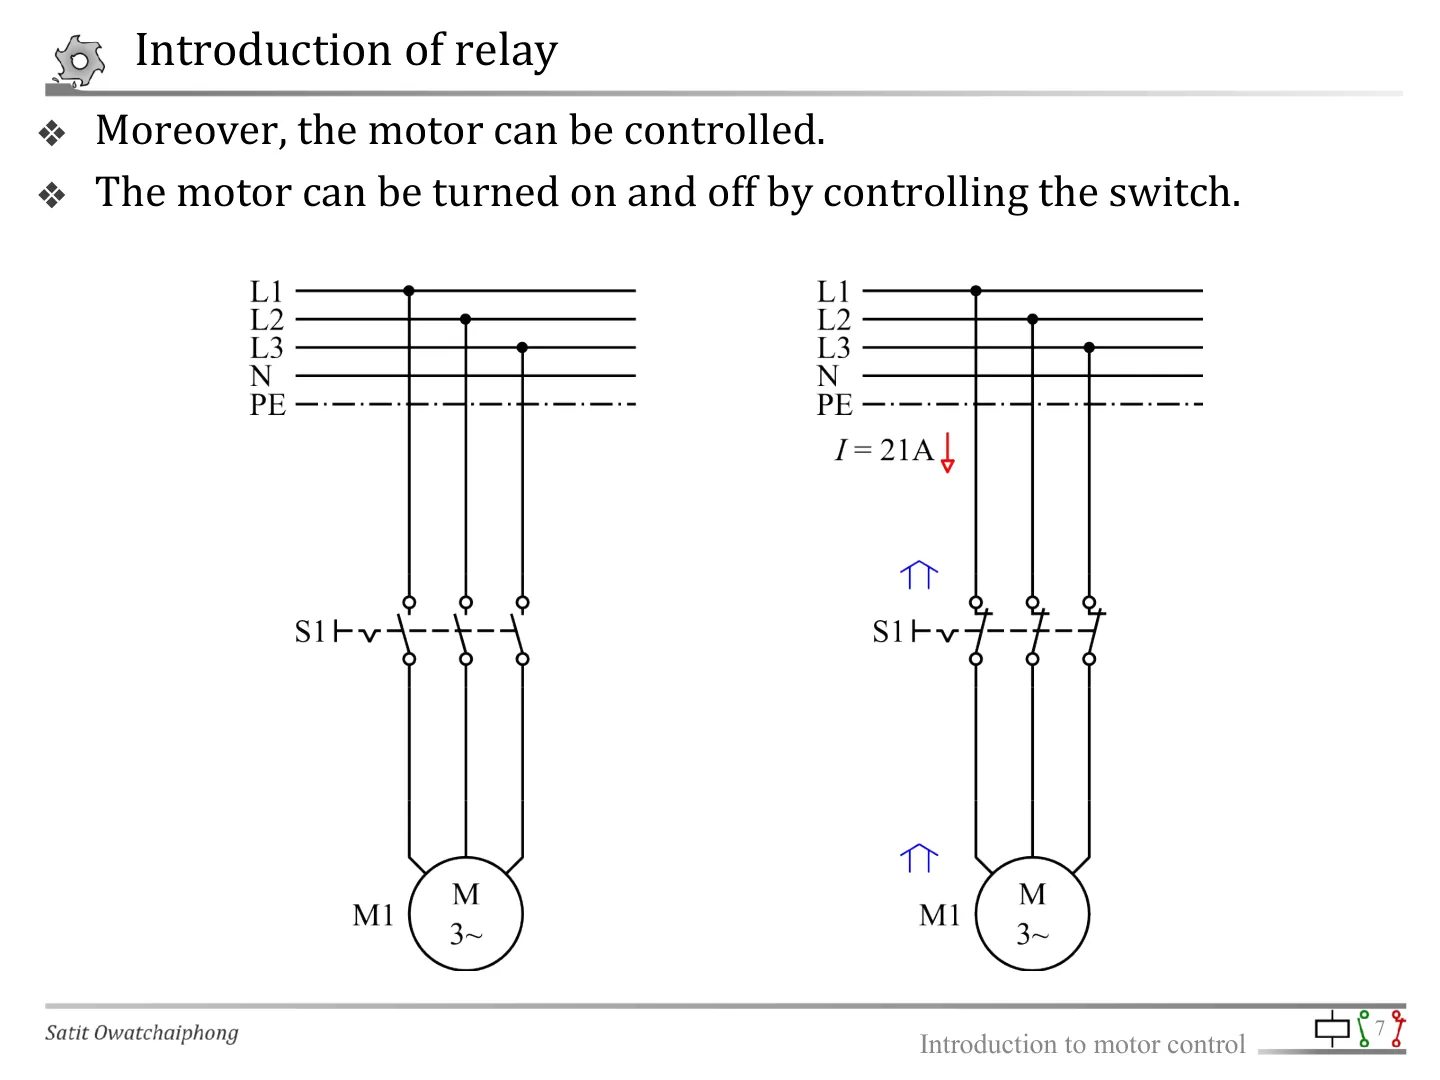 Introduction of relay
❖ Moreover, the motor can be controlled.
❖ The motor can be turned on and off by controlling the switch.
L1
L2
L3
N
PE
S1
M1
M
3~
L1
L2
L3
N
PE
I = 21A
S1
M1
M
3~
Satit Owatchaiphong
Introduction to motor control
7